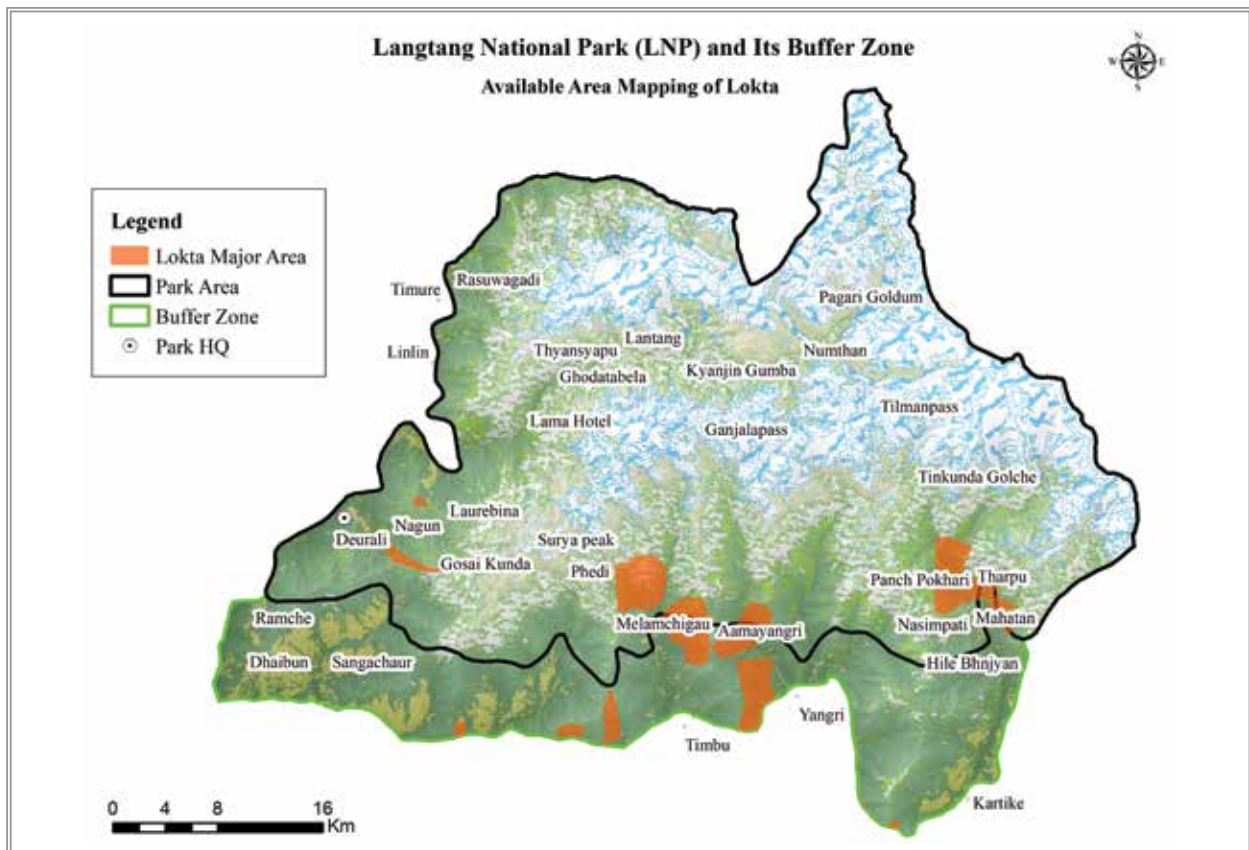 Langtang National Park (LNP) and Its Buffer Zone
Available Area Mapping of Lokta
N
W E
S
Legend
Lokta Major Area
Park Area
Buffer Zone
Park HQ
Timure
Rasuwagadi
Pagari Goldum
Linlin
Lantang
Thyansyapu
Numthan
Ghodatabela
Kyanjin Gumba
Tilmanpass
Lama Hotel
Ganjalapass
Tinkunda Golche
Laurebina
Nagun
Deurali
Surya peak
Gosai Kunda
Phedi
Panch Pokhari
Tharpu
Ramche
Melamchigau
Aamayangri
Nasimpati
Mahatan
Dhaibun
Sangachaur
Hile Bhnjyan
Yangri
Timbu
Kartike
0 4 8 16
Km